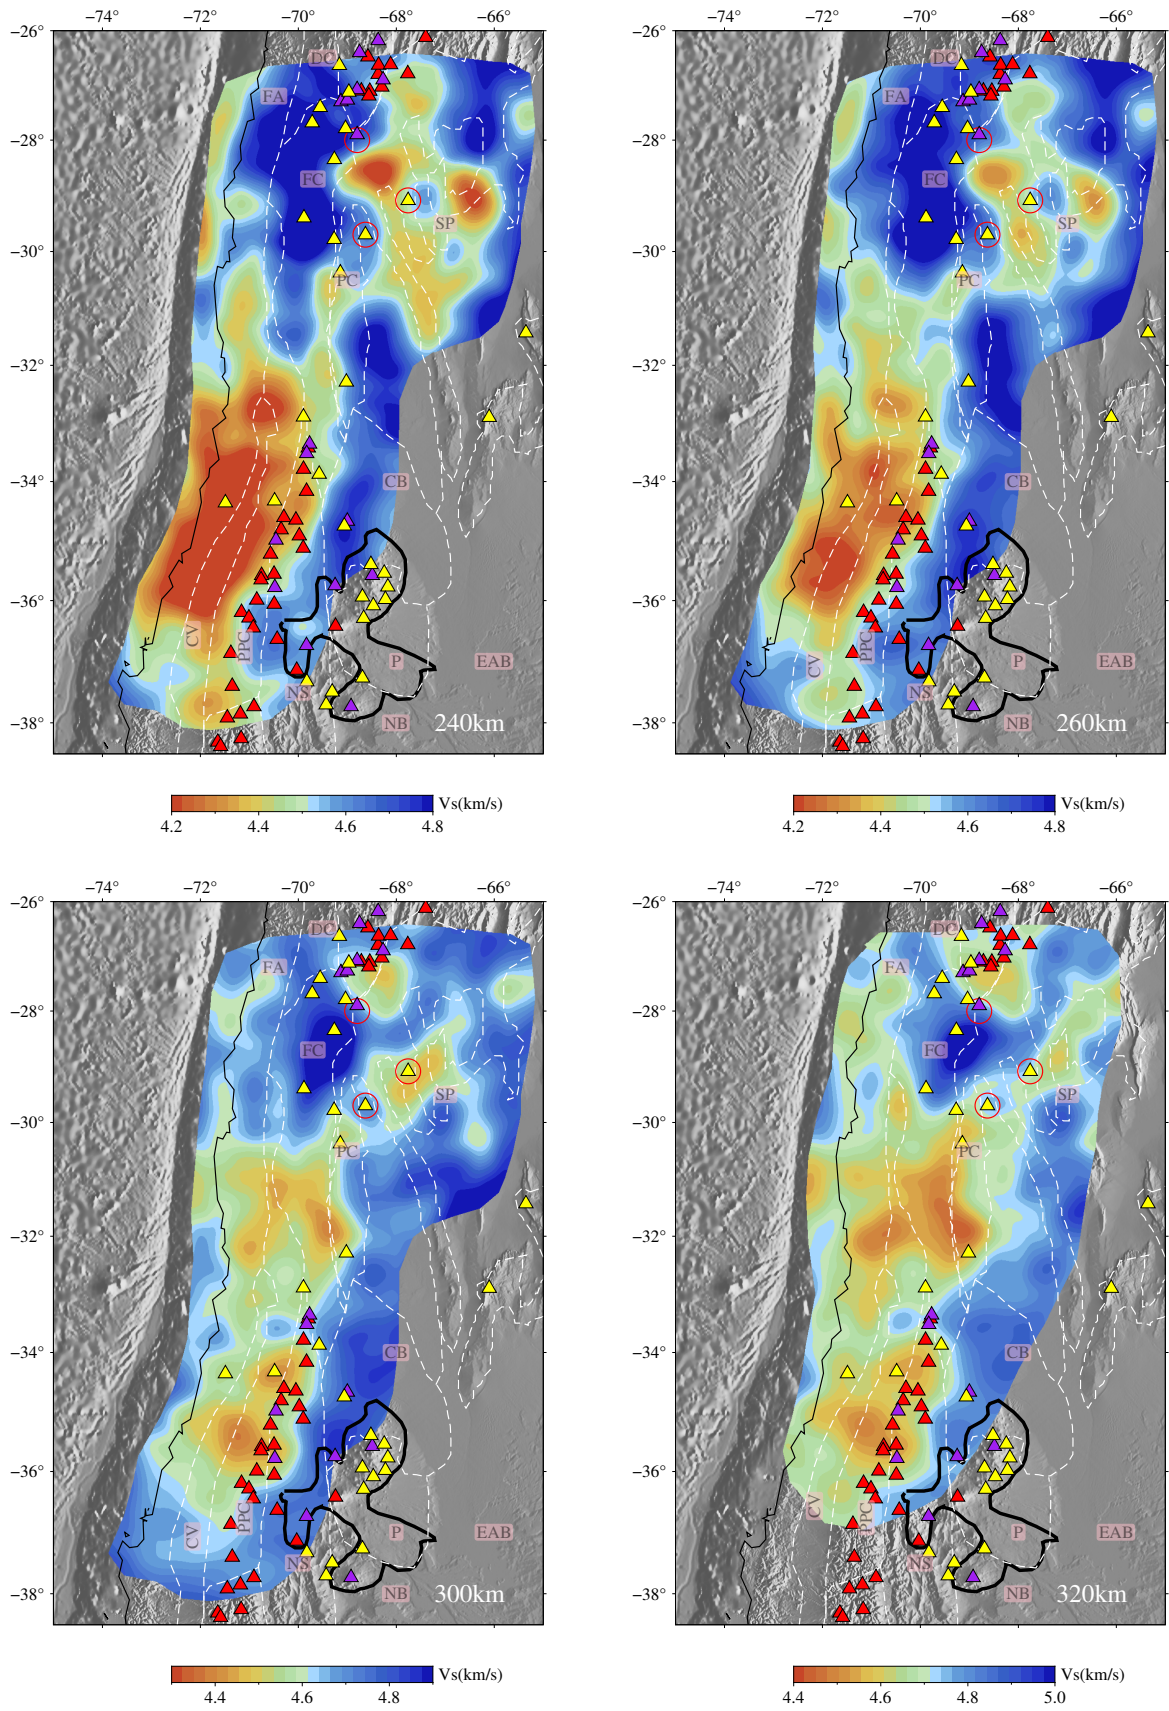 −74° −72° −70° −68° −66°
−26°
−28°
−30°
−32°
−34°
−36°
−38°
DC
FA
FC
SP
PC
CB
CV
PPC
NS
P
EAB
NB
240km
4.2 4.4 4.6 4.8
Vs(km/s)
−74° −72° −70° −68° −66°
−26°
−28°
−30°
−32°
−34°
−36°
−38°
DC
FA
FC
SP
PC
CB
CV
PPC
NS
P
EAB
NB
260km
4.2 4.4 4.6 4.8
Vs(km/s)
−74° −72° −70° −68° −66°
−26°
−28°
−30°
−32°
−34°
−36°
−38°
DC
FA
FC
SP
PC
CB
CV
PPC
NS
P
EAB
NB
300km
4.4 4.6 4.8
Vs(km/s)
−74° −72° −70° −68° −66°
−26°
−28°
−30°
−32°
−34°
−36°
−38°
DC
FA
FC
SP
PC
CB
CV
PPC
NS
P
EAB
NB
320km
4.4 4.6 4.8 5.0
Vs(km/s)